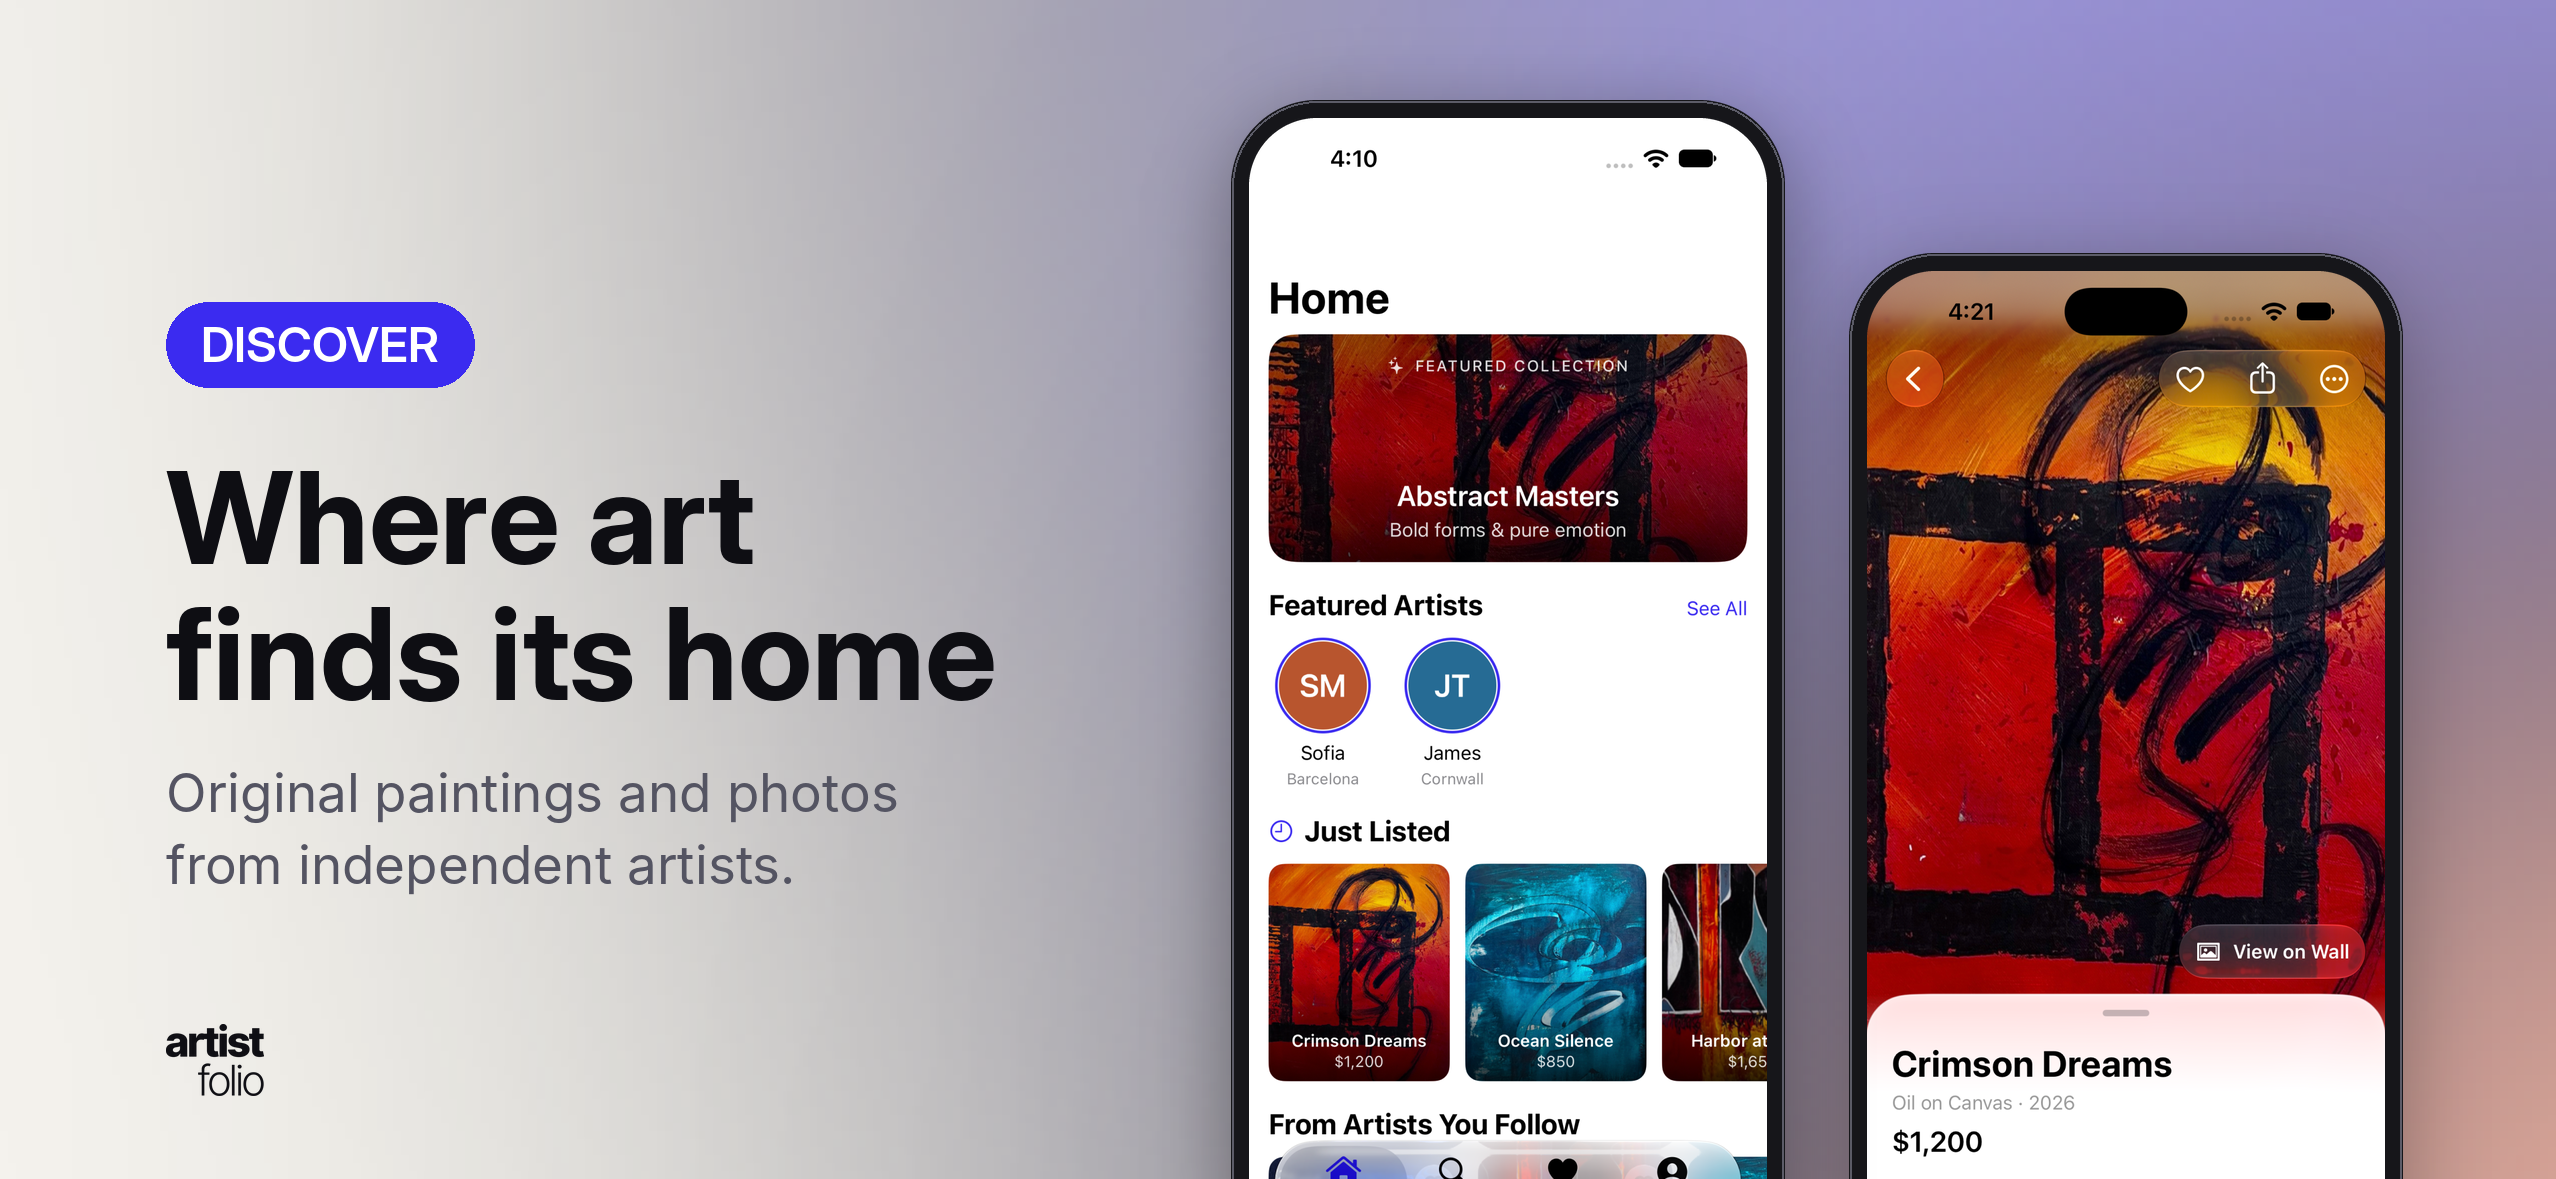 DISCOVER
Where art
finds its home
Original paintings and photos
from independent artists.
artist
folio
4:10
Home
FEATURED COLLECTION
Abstract Masters
Bold forms & pure emotion
Featured Artists
See All
SM
JT
Sofia
James
Barcelona
Cornwall
Just Listed
Crimson Dreams
$1,200
Ocean Silence
$850
Harbor at
$1,65
From Artists You Follow
4:21
View on Wall
Crimson Dreams
Oil on Canvas · 2026
$1,200